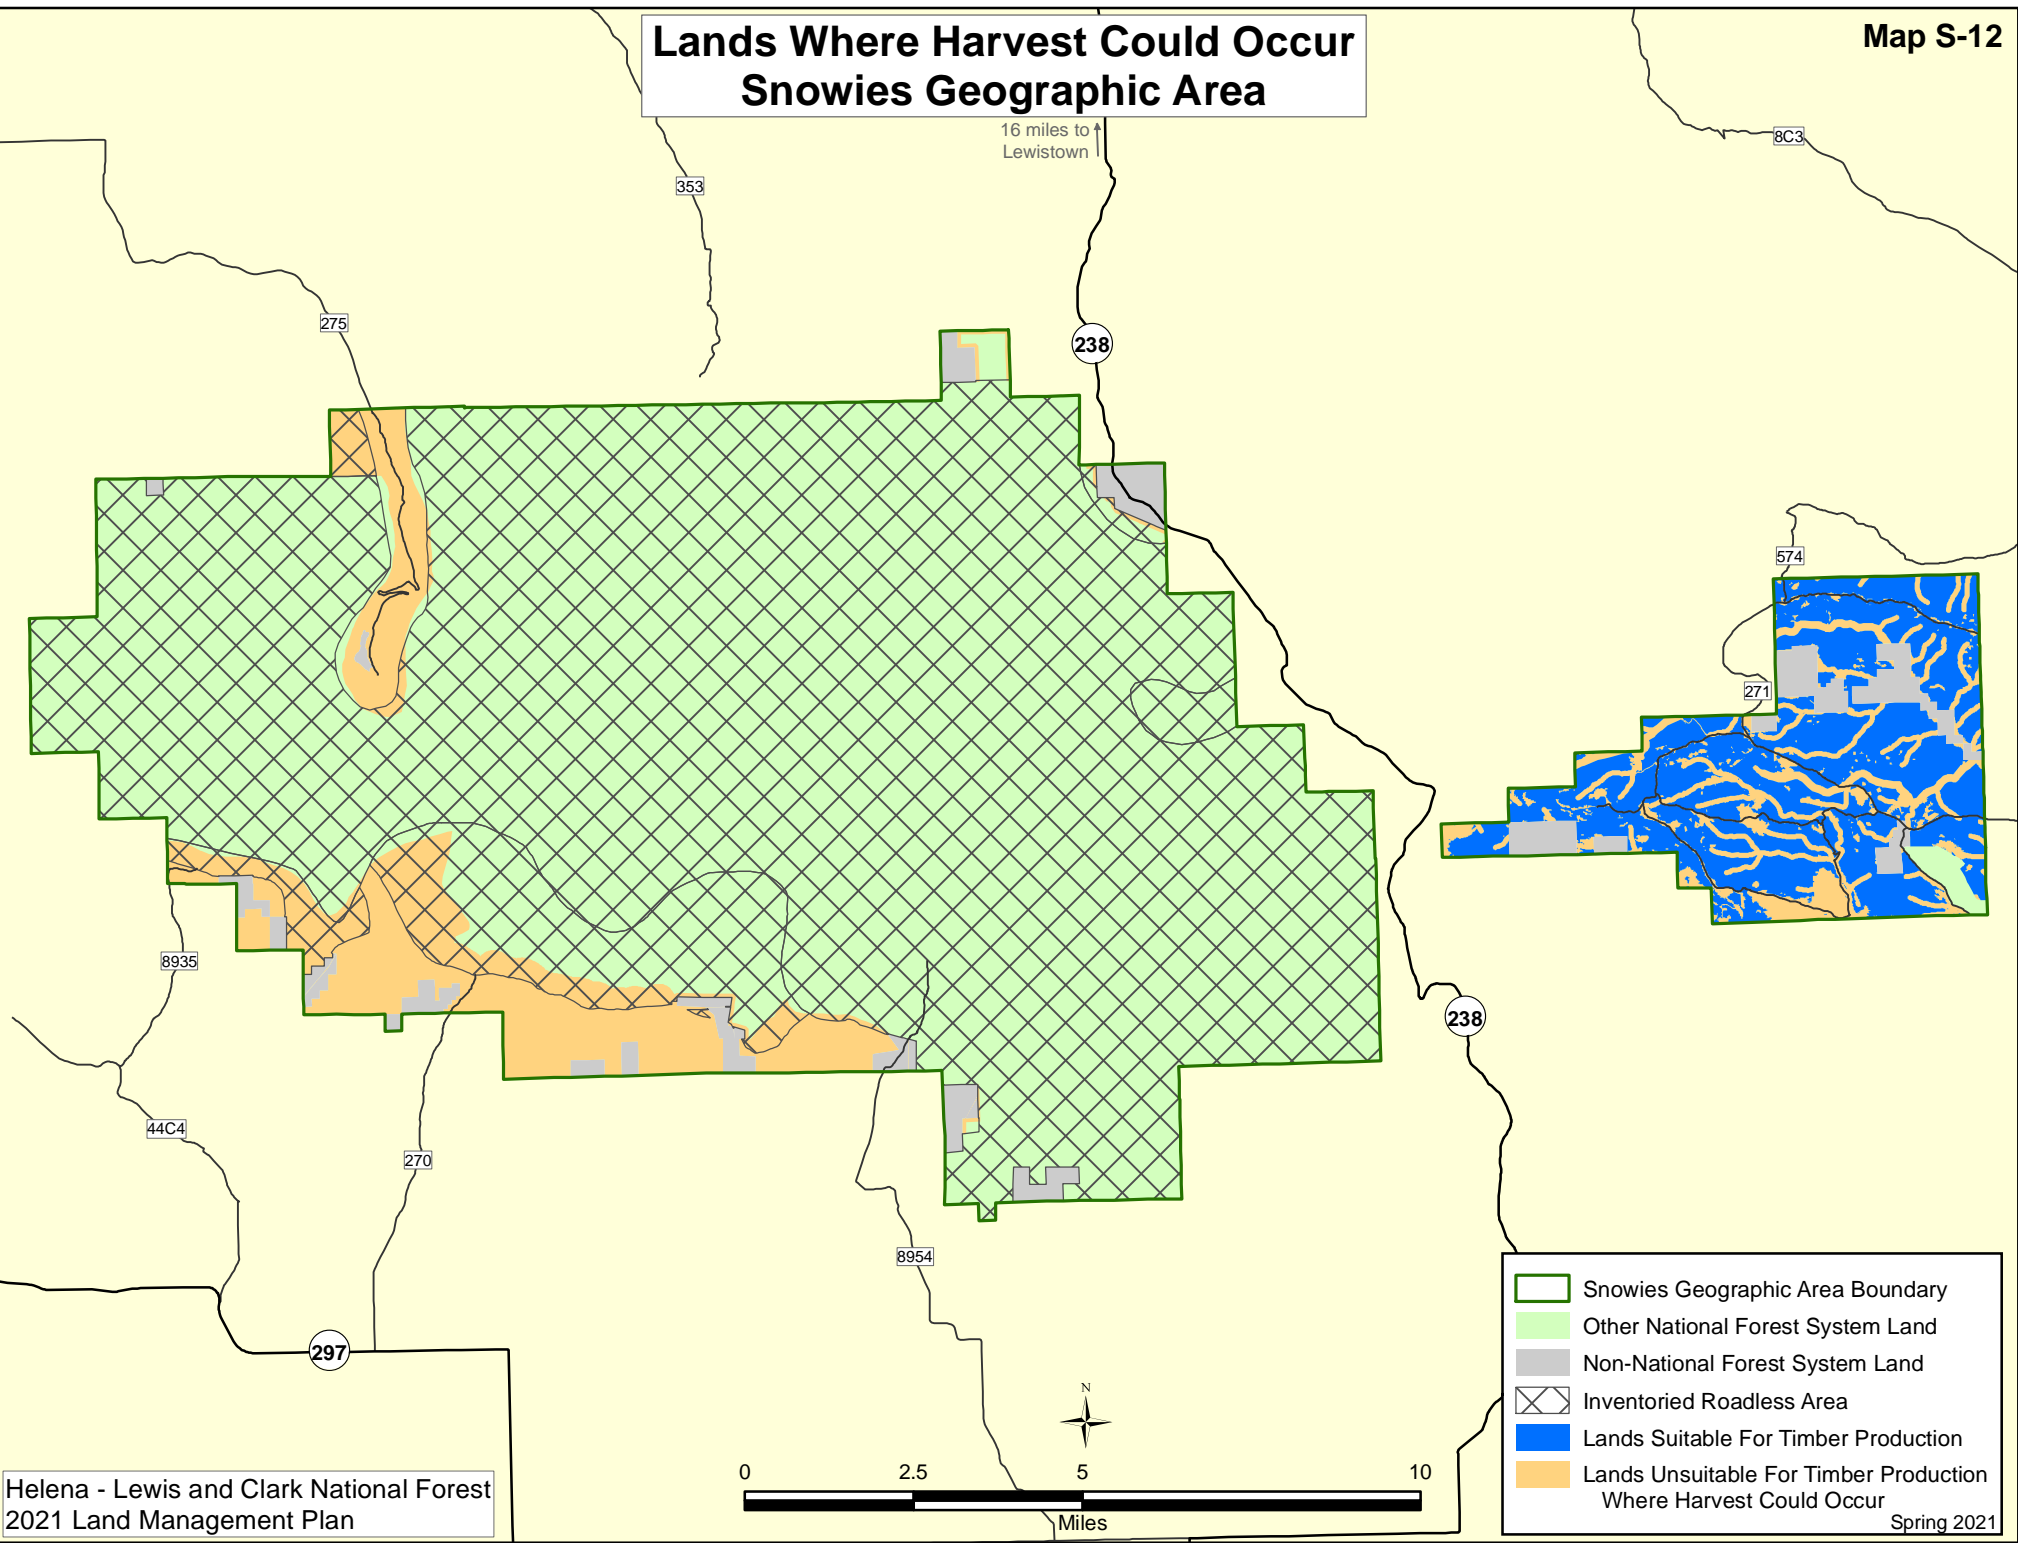 Lands Where Harvest Could Occur
Snowies Geographic Area
Map S-12
16 miles to
Lewistown
8C3
353
275
238
574
271
8935
238
44C4
270
8954
297
N
0 2.5 5 10
Miles
Snowies Geographic Area Boundary
Other National Forest System Land
Non-National Forest System Land
Inventoried Roadless Area
Lands Suitable For Timber Production
Lands Unsuitable For Timber Production
Where Harvest Could Occur
Spring 2021
Helena - Lewis and Clark National Forest
2021 Land Management Plan